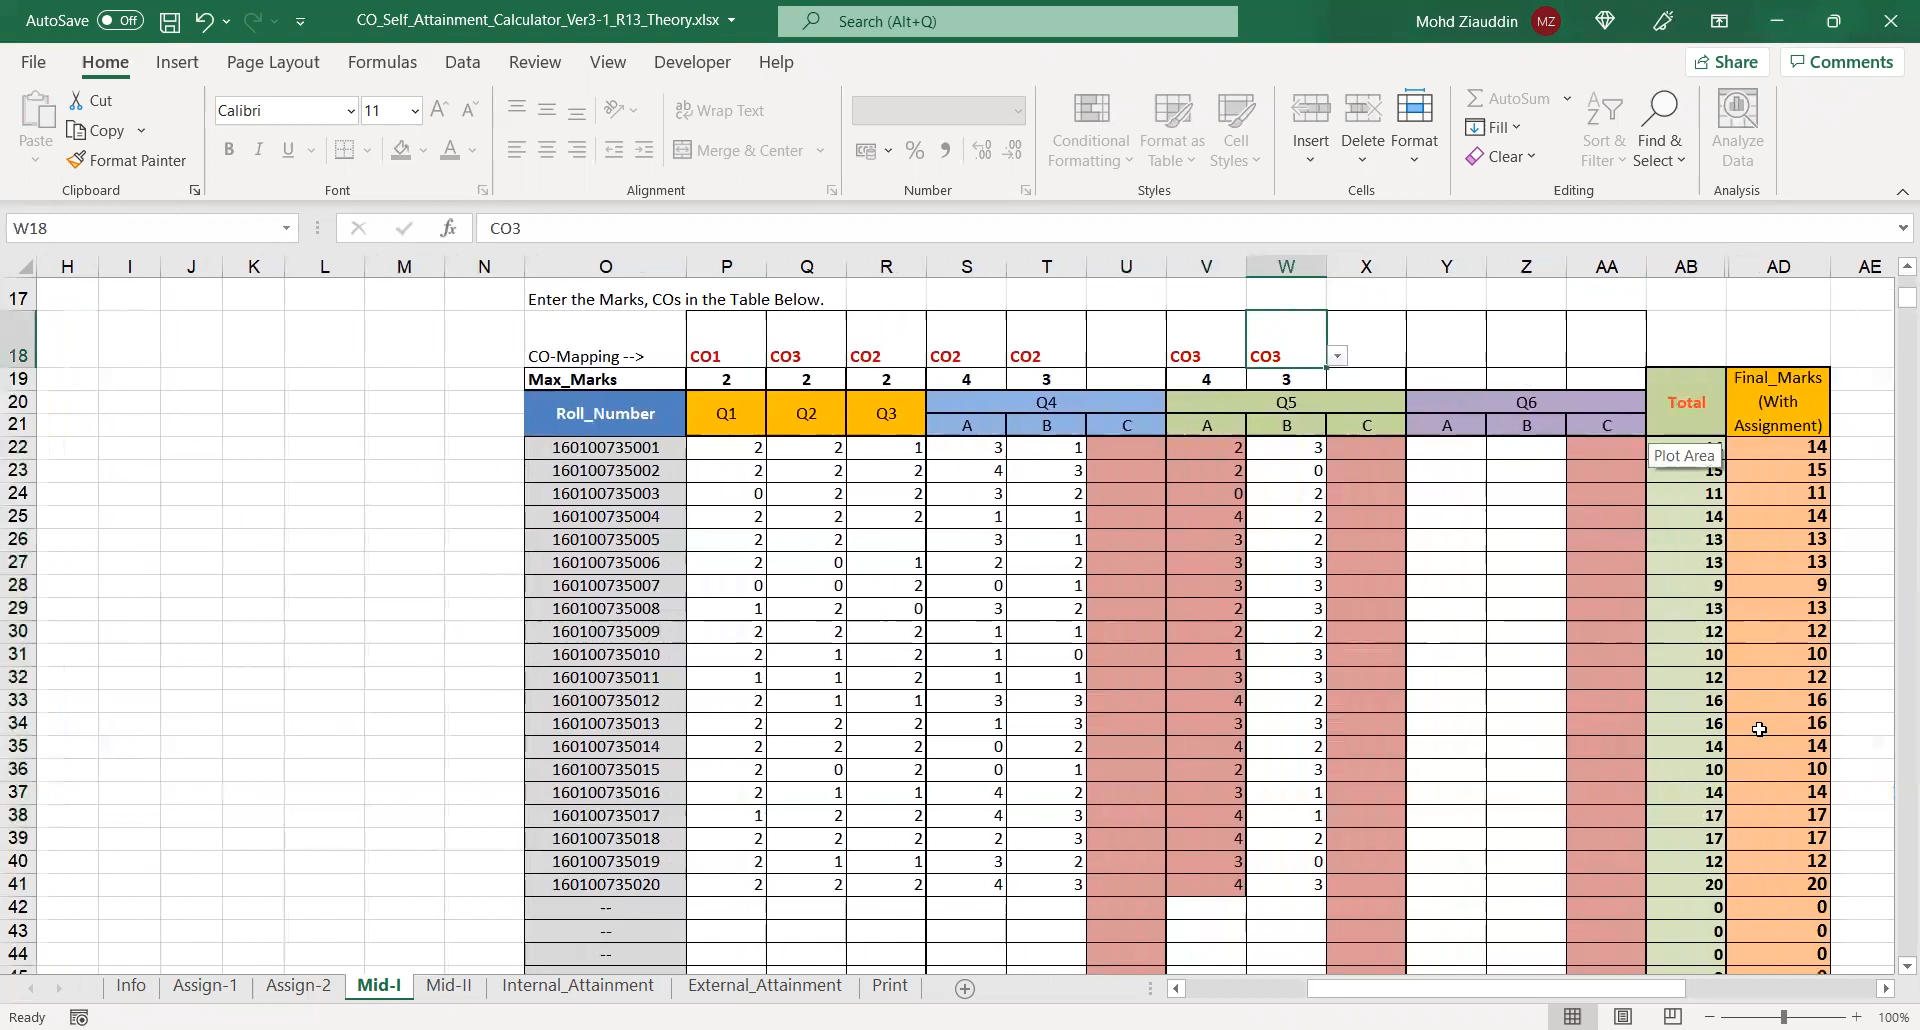 AutoSave Off CO_Self_Attainment_Calculator_Ver3-1_R13_Theory.xlsx Search (Alt+Q) Mohd Ziauddin MZ
File Home Insert Page Layout Formulas Data Review View Developer Help Share Comments
Cut
Copy
Format Painter
Paste
Clipboard
Calibri 11
B I U
Font
ab Wrap Text
Merge & Center
Alignment
% 9
Number
Conditional Formatting
Format as Table
Cell Styles
Styles
Insert Delete Format
Cells
AutoSum
Fill
Clear
Sort & Filter
Find & Select
Editing
Analyze Data
Analysis
W18 fx CO3
H I J K L M N O P Q R S T U V W X Y Z AA AB AD AE
17 Enter the Marks, COs in the Table Below.
18 CO-Mapping --> CO1 CO3 CO2 CO2 CO2 CO3 CO3
19 Max_Marks 2 2 2 4 3 4 3 Final_Marks
20 Roll_Number Q1 Q2 Q3 Q4 Q5 Q6 Total (With
21 A B C A B C A B C Assignment)
22 160100735001 2 2 1 3 1 2 3 14
Plot Area
23 160100735002 2 2 2 4 3 2 0 15 15
24 160100735003 0 2 2 3 2 0 2 11 11
25 160100735004 2 2 2 1 1 4 2 14 14
26 160100735005 2 2 3 1 3 2 13 13
27 160100735006 2 0 1 2 2 3 3 13 13
28 160100735007 0 0 2 0 1 3 3 9 9
29 160100735008 1 2 0 3 2 2 3 13 13
30 160100735009 2 2 2 1 1 2 2 12 12
31 160100735010 2 1 2 1 0 1 3 10 10
32 160100735011 1 1 2 1 1 3 3 12 12
33 160100735012 2 1 1 3 3 4 2 16 16
34 160100735013 2 2 2 1 3 3 3 16 16
35 160100735014 2 2 2 0 2 4 2 14 14
36 160100735015 2 0 2 0 1 2 3 10 10
37 160100735016 2 1 1 4 2 3 1 14 14
38 160100735017 1 2 2 4 3 4 1 17 17
39 160100735018 2 2 2 2 3 4 2 17 17
40 160100735019 2 1 1 3 2 3 0 12 12
41 160100735020 2 2 2 4 3 4 3 20 20
42 -- 0 0
43 -- 0 0
44 -- 0 0
Info Assign-1 Assign-2 Mid-I Mid-II Internal_Attainment External_Attainment Print
Ready 100%